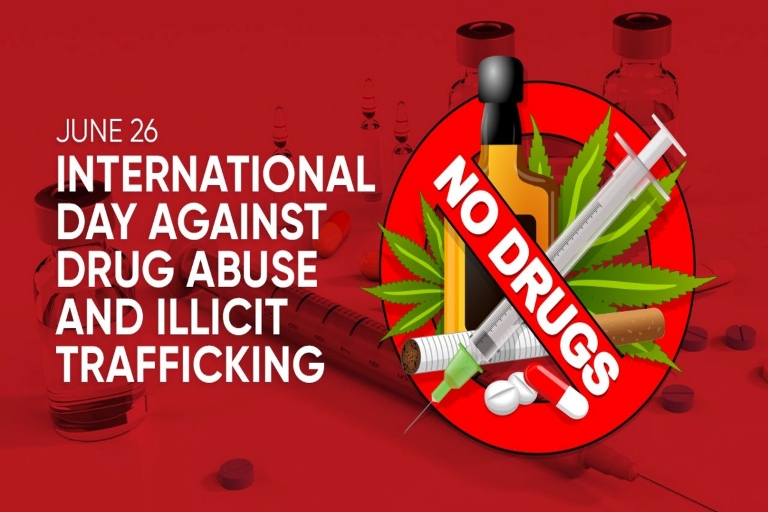 JUNE 26
INTERNATIONAL
DAY AGAINST
DRUG ABUSE
AND ILLICIT
TRAFFICKING
NO DRUGS